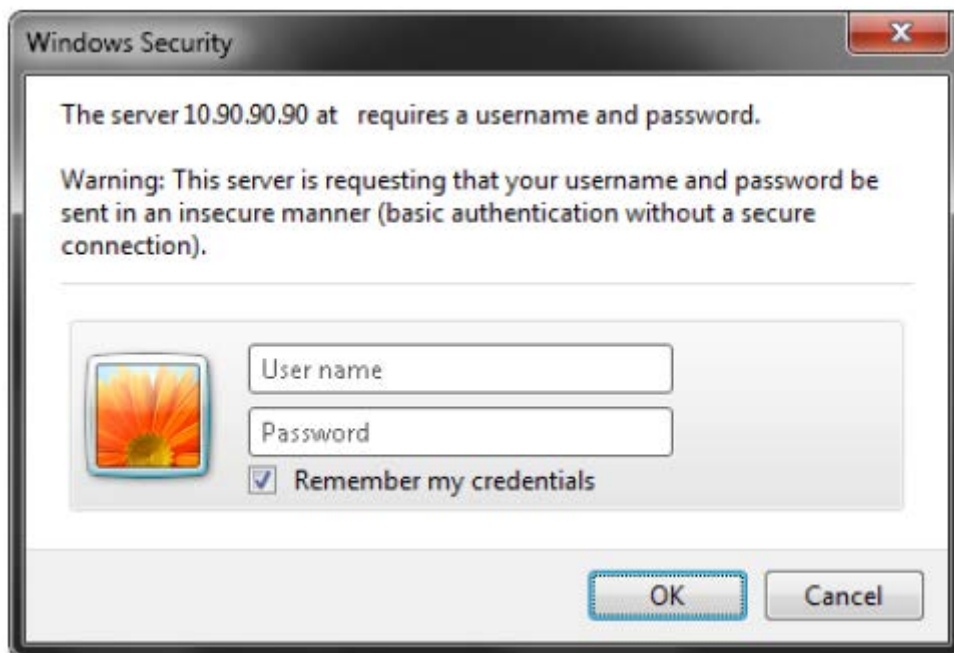 Windows Security
The server 10.90.90.90 at   requires a username and password.
Warning: This server is requesting that your username and password be
sent in an insecure manner (basic authentication without a secure
connection).
User name
Password
Remember my credentials
OK
Cancel